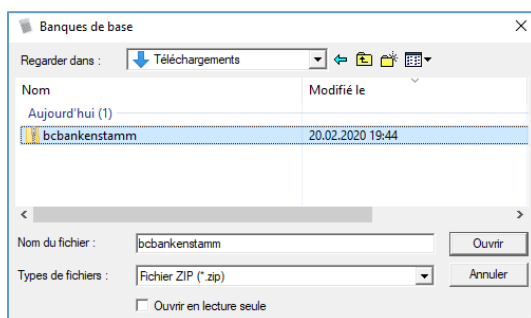 Banques de base
Regarder dans : Téléchargements
Nom Modifié le
Aujourd'hui (1)
bcbankenstamm 20.02.2020 19:44
Nom du fichier : bcbankenstamm Ouvrir
Types de fichiers : Fichier ZIP (*.zip) Annuler
Ouvrir en lecture seule